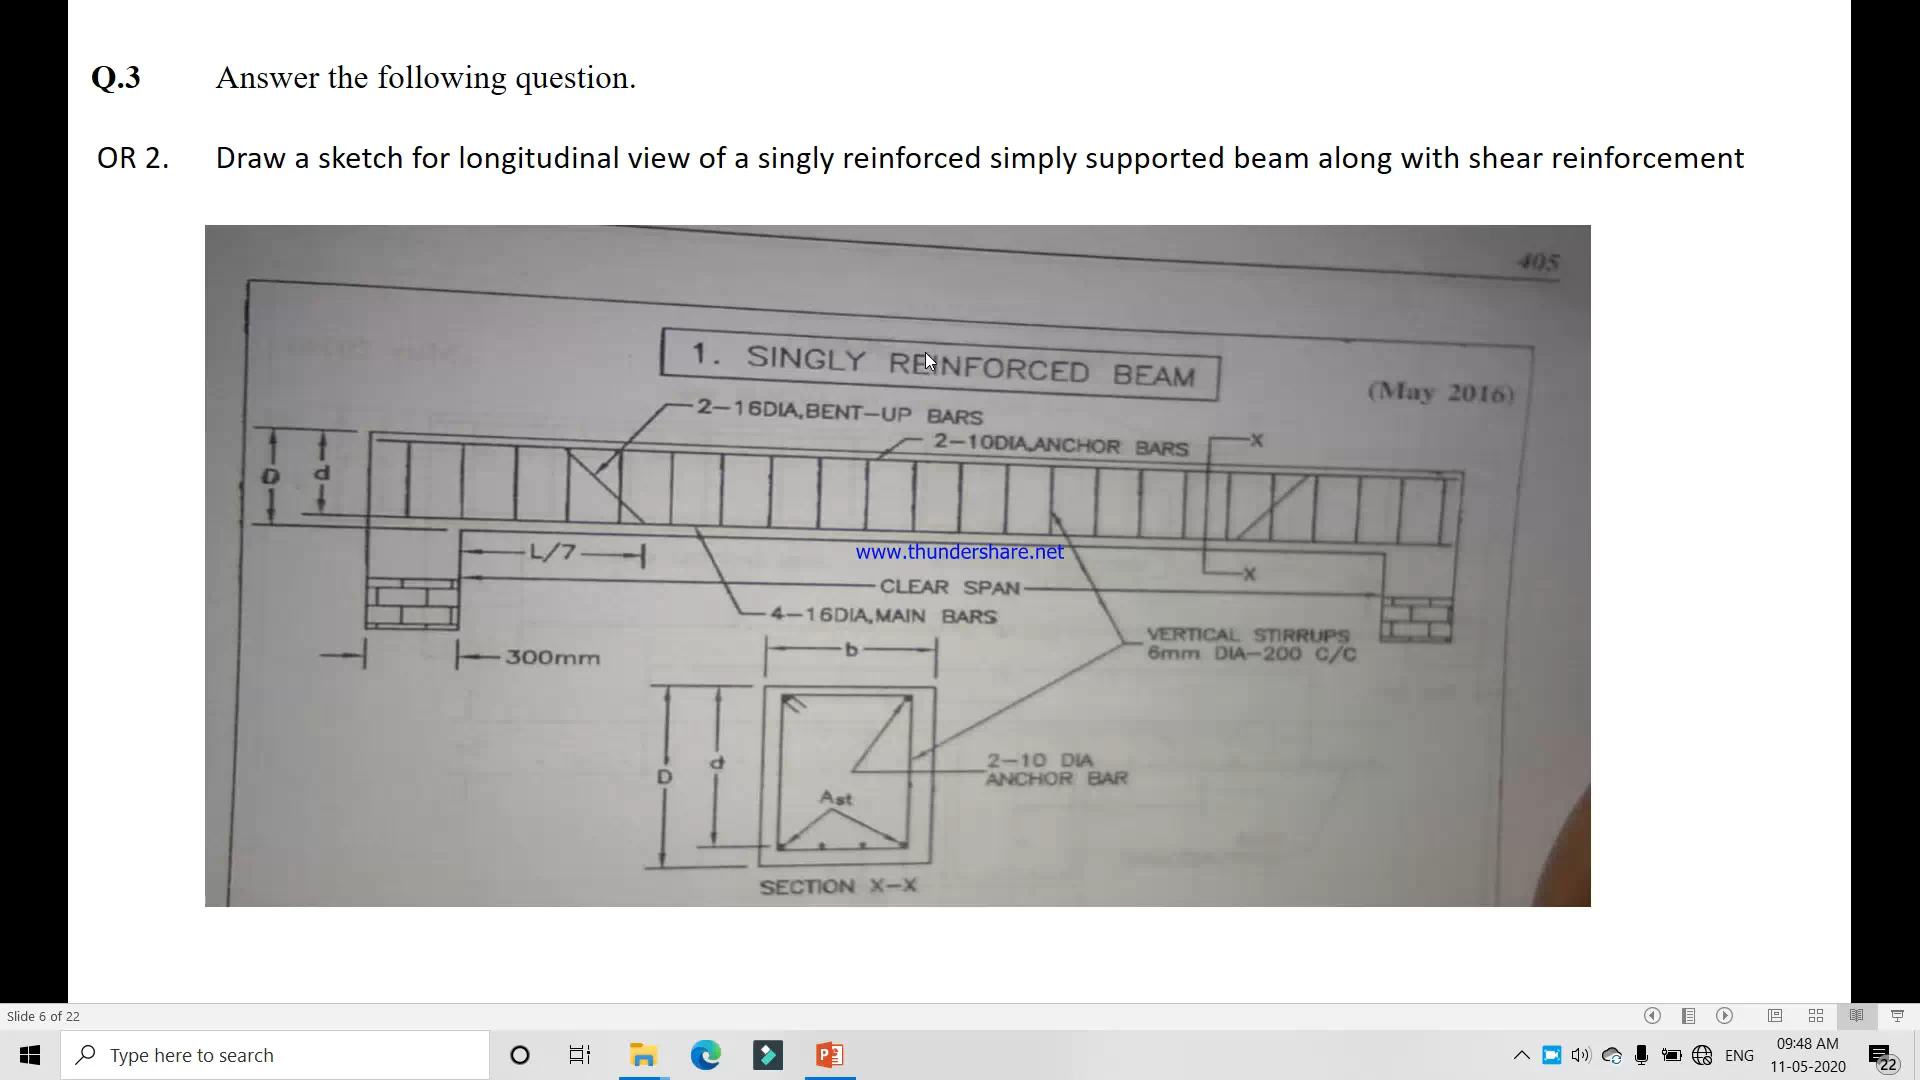 Q.3 Answer the following question.
OR 2. Draw a sketch for longitudinal view of a singly reinforced simply supported beam along with shear reinforcement
405
1. SINGLY REINFORCED BEAM
(May 2016)
2-16DIA,BENT-UP BARS
2-10DIA,ANCHOR BARS
X
D
d
L/7
www.thundershare.net
X
CLEAR SPAN
4-16DIA,MAIN BARS
VERTICAL STIRRUPS
6mm DIA-200 C/C
b
300mm
D
d
2-10 DIA
ANCHOR BAR
Ast
SECTION X-X
Slide 6 of 22
Type here to search
ENG
09:48 AM
11-05-2020
22